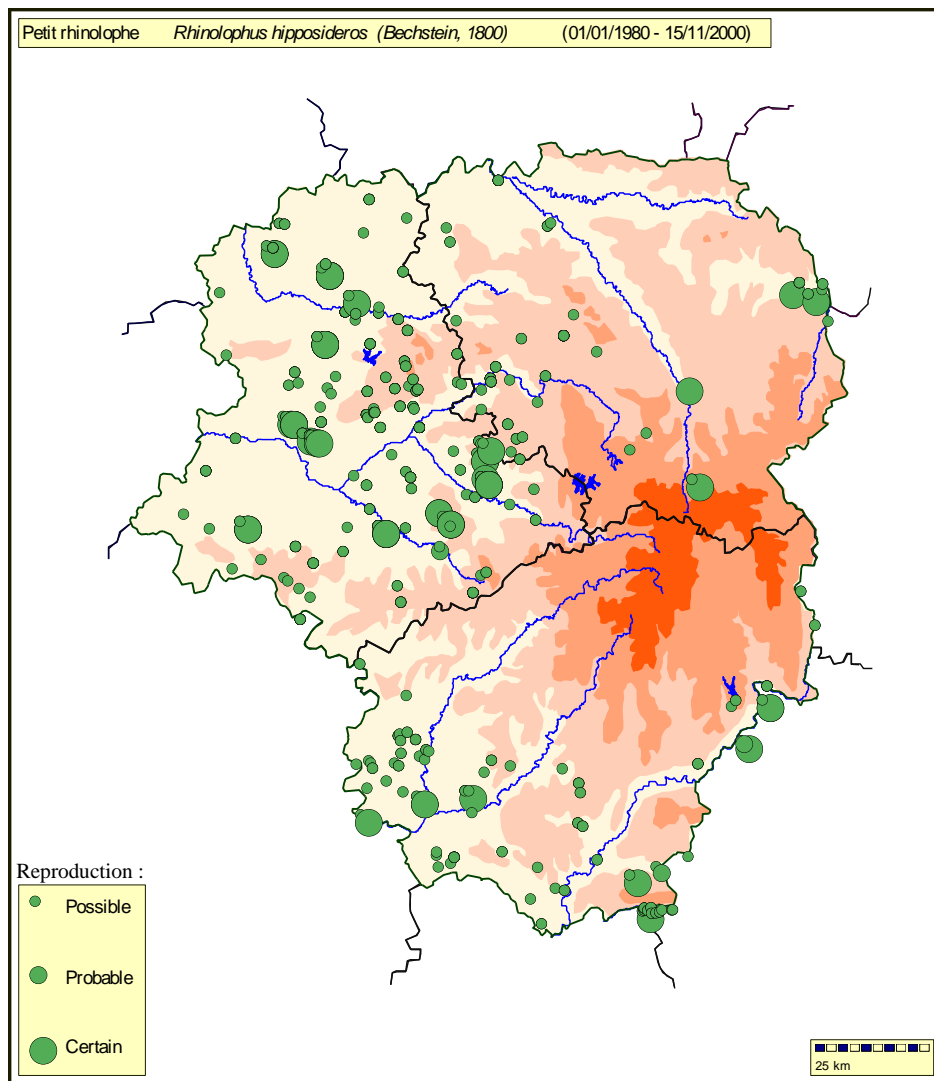 Petit rhinolophe Rhinolophus hipposideros (Bechstein, 1800) (01/01/1980 - 15/11/2000)
Reproduction :
Possible
Probable
Certain
25 km